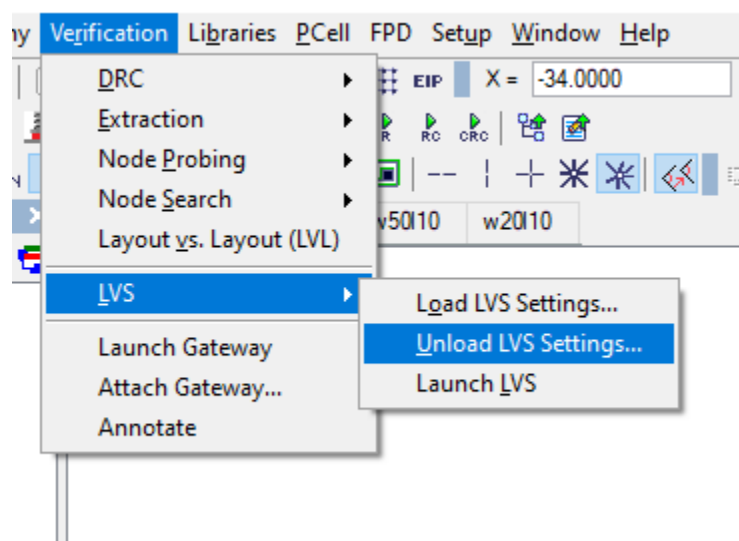 ny Verification Libraries PCell FPD Setup Window Help
DRC
EIP X = -34.0000
Extraction
R RC CRC
Node Probing
Node Search
w50l10 w20l10
Layout vs. Layout (LVL)
LVS
Load LVS Settings...
Unload LVS Settings...
Launch LVS
Launch Gateway
Attach Gateway...
Annotate